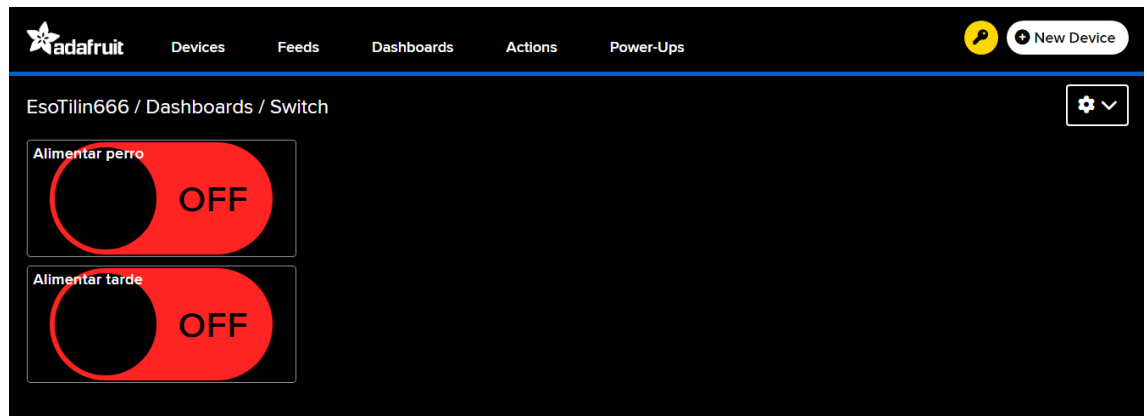 adafruit Devices Feeds Dashboards Actions Power-Ups New Device
EsoTilin666 / Dashboards / Switch
Alimentar perro
OFF
Alimentar tarde
OFF